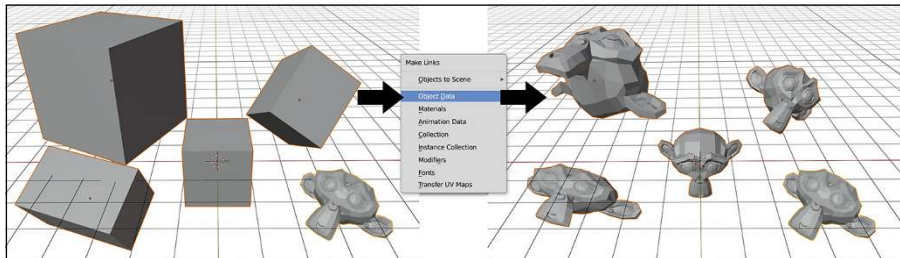 Make Links
Objects to Scene
Object Data
Materials
Animation Data
Collection
Instance Collection
Modifiers
Fonts
Transfer UV Maps